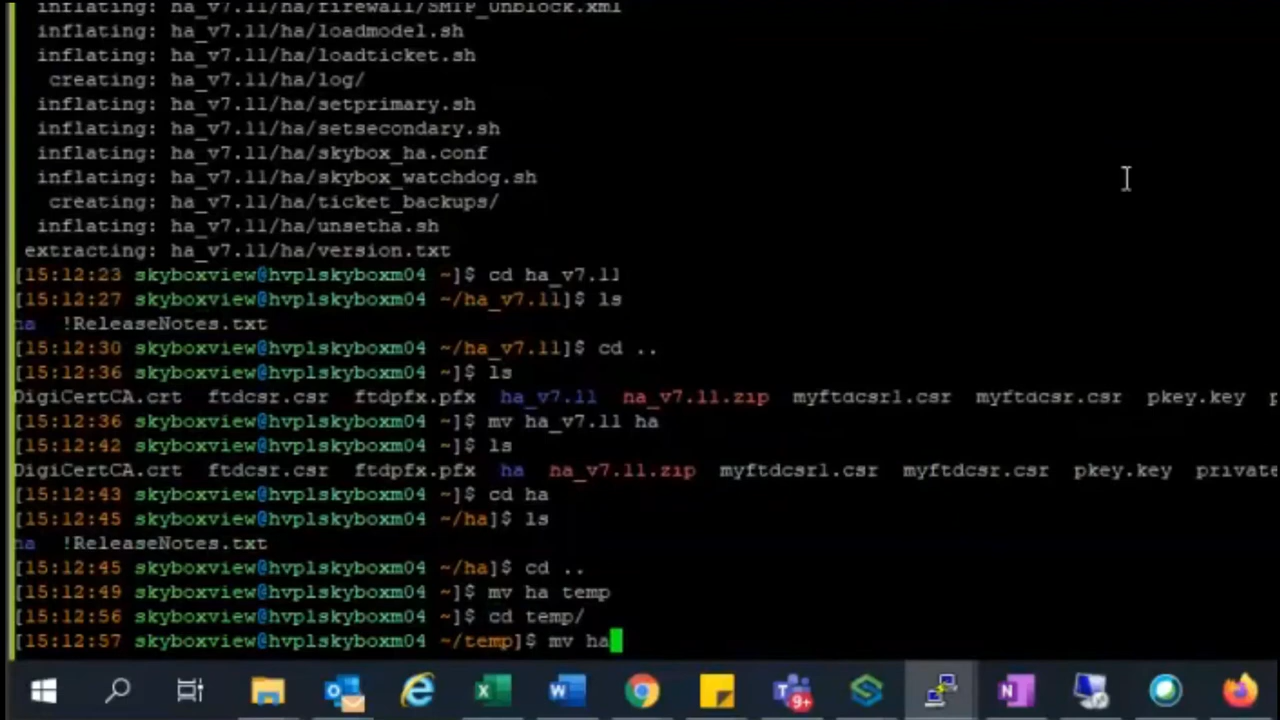 inflating: ha_v7.11/ha/firewall/SMTP_Unblock.xml
inflating: ha_v7.11/ha/loadmodel.sh
inflating: ha_v7.11/ha/loadticket.sh
creating: ha_v7.11/ha/log/
inflating: ha_v7.11/ha/setprimary.sh
inflating: ha_v7.11/ha/setsecondary.sh
inflating: ha_v7.11/ha/skybox_ha.conf
inflating: ha_v7.11/ha/skybox_watchdog.sh
creating: ha_v7.11/ha/ticket_backups/
inflating: ha_v7.11/ha/unsetha.sh
extracting: ha_v7.11/ha/version.txt
[15:12:23 skyboxview@hvplskyboxm04 ~]$ cd ha_v7.11
[15:12:27 skyboxview@hvplskyboxm04 ~/ha_v7.11]$ ls
ha !ReleaseNotes.txt
[15:12:30 skyboxview@hvplskyboxm04 ~/ha_v7.11]$ cd ..
[15:12:36 skyboxview@hvplskyboxm04 ~]$ ls
DigiCertCA.crt ftdcsr.csr ftdpfx.pfx ha_v7.11 ha_v7.11.zip myftdcsr1.csr myftdcsr.csr pkey.key p
[15:12:36 skyboxview@hvplskyboxm04 ~]$ mv ha_v7.11 ha
[15:12:42 skyboxview@hvplskyboxm04 ~]$ ls
DigiCertCA.crt ftdcsr.csr ftdpfx.pfx ha ha_v7.11.zip myftdcsr1.csr myftdcsr.csr pkey.key private
[15:12:43 skyboxview@hvplskyboxm04 ~]$ cd ha
[15:12:45 skyboxview@hvplskyboxm04 ~/ha]$ ls
ha !ReleaseNotes.txt
[15:12:45 skyboxview@hvplskyboxm04 ~/ha]$ cd ..
[15:12:49 skyboxview@hvplskyboxm04 ~]$ mv ha temp
[15:12:56 skyboxview@hvplskyboxm04 ~]$ cd temp/
[15:12:57 skyboxview@hvplskyboxm04 ~/temp]$ mv ha
9+